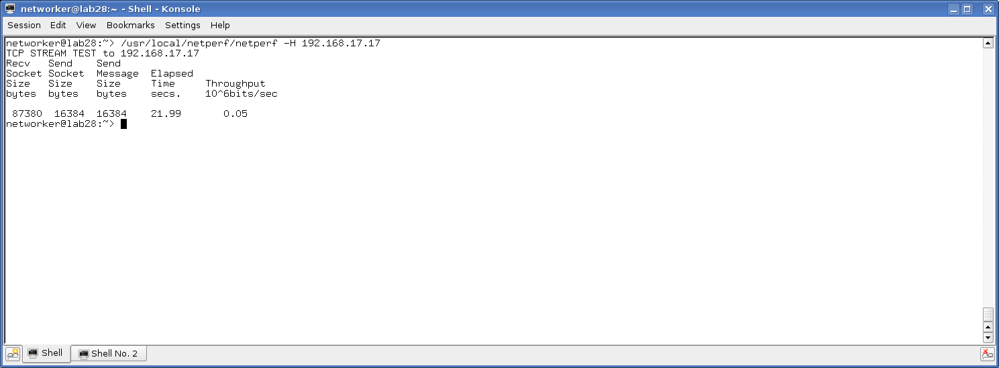 networker@lab28:~ - Shell - Konsole
Session Edit View Bookmarks Settings Help
networker@lab28:~> /usr/local/netperf/netperf -H 192.168.17.17
TCP STREAM TEST to 192.168.17.17
Recv   Send    Send
Socket Socket  Message  Elapsed
Size   Size    Size     Time     Throughput
bytes  bytes   bytes    secs.    10^6bits/sec

 87380  16384  16384    21.99       0.05
networker@lab28:~>
Shell Shell No. 2